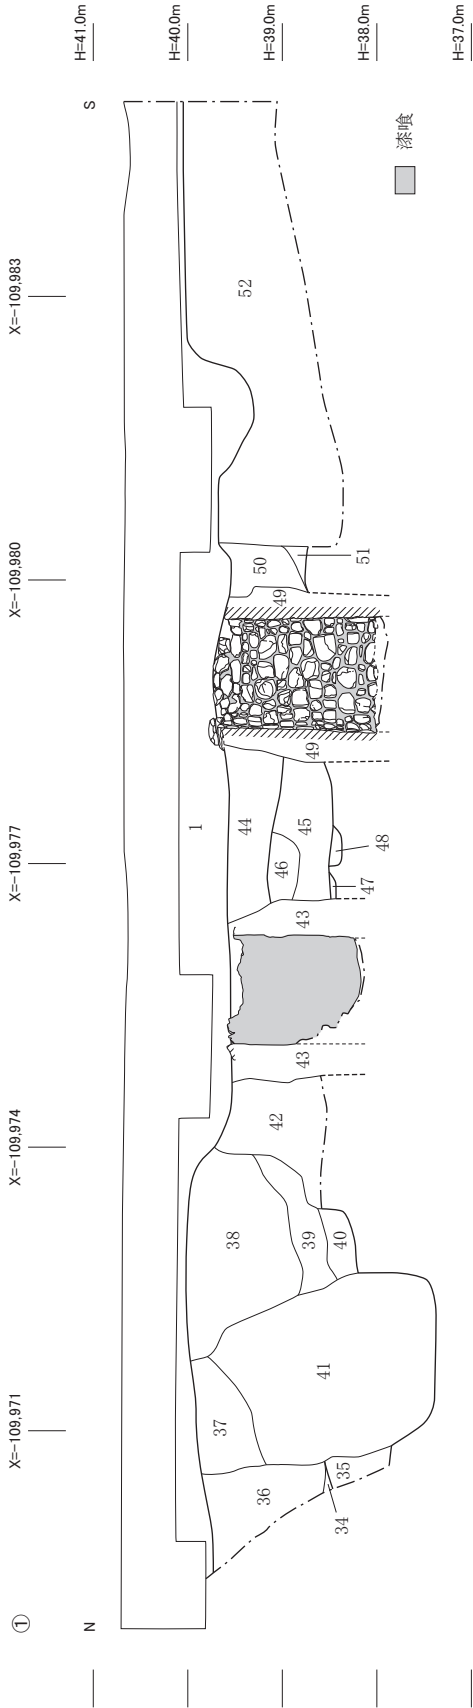 ①
N
S
X=-109,971
X=-109,974
X=-109,977
X=-109,980
X=-109,983
H=41.0m
H=40.0m
H=39.0m
H=38.0m
H=37.0m
1
34
35
36
37
38
39
40
41
42
43
43
44
45
46
47
48
49
49
50
51
52
漆喰